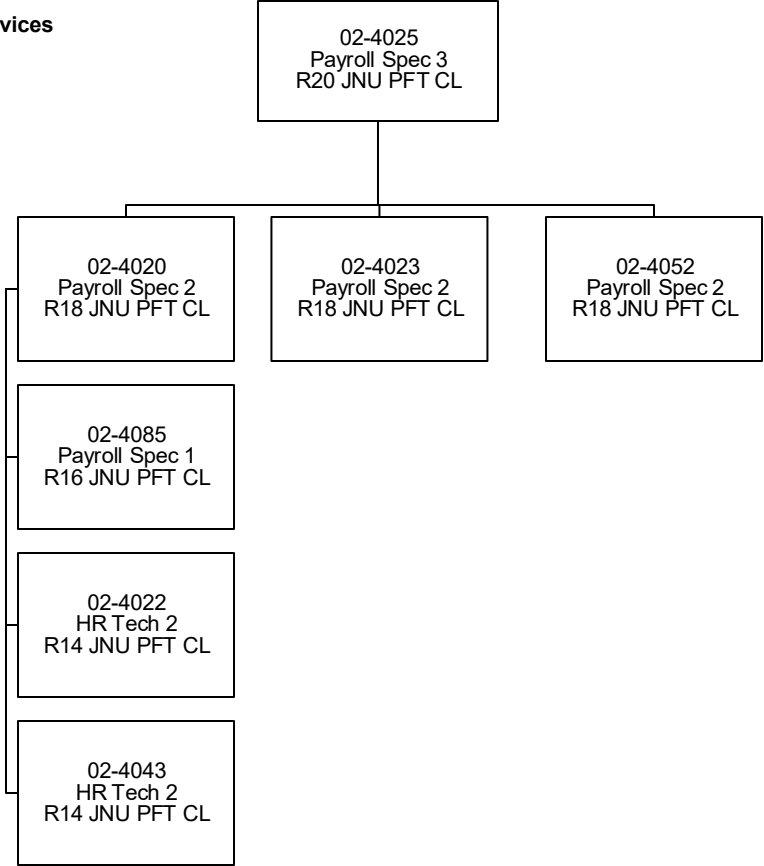 vices
02-4025
Payroll Spec 3
R20 JNU PFT CL
02-4020
Payroll Spec 2
R18 JNU PFT CL
02-4023
Payroll Spec 2
R18 JNU PFT CL
02-4052
Payroll Spec 2
R18 JNU PFT CL
02-4085
Payroll Spec 1
R16 JNU PFT CL
02-4022
HR Tech 2
R14 JNU PFT CL
02-4043
HR Tech 2
R14 JNU PFT CL